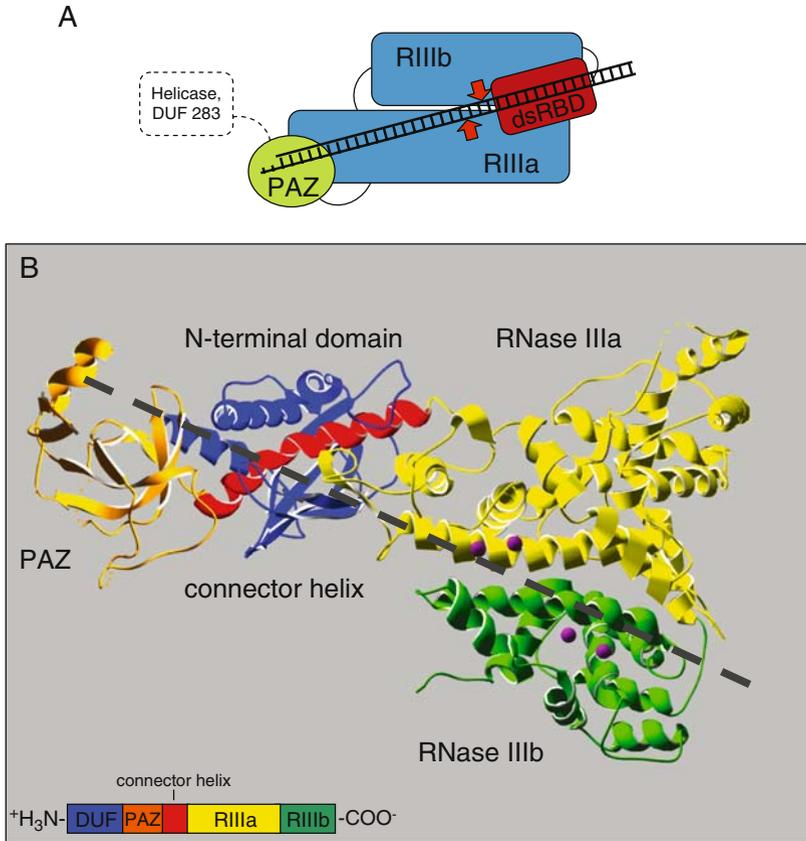 A
RIIIb
Helicase,
DUF 283
dsRBD
RIIIa
PAZ
B
N-terminal domain
RNase IIIa
PAZ
connector helix
RNase IIIb
connector helix
⁺H₃N- DUF PAZ RIIIa RIIIb -COO⁻